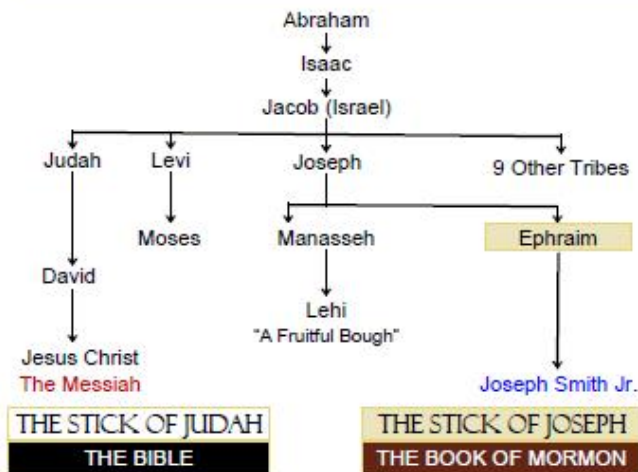 Abraham
Isaac
Jacob (Israel)
Judah Levi Joseph 9 Other Tribes
Moses Manasseh Ephraim
David
Lehi
"A Fruitful Bough"
Jesus Christ
The Messiah Joseph Smith Jr.
THE STICK OF JUDAH THE STICK OF JOSEPH
THE BIBLE THE BOOK OF MORMON